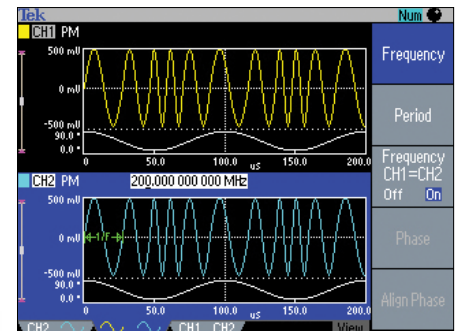 Tek Num
CH1 PM
500 mV
0 mV
-500 mV
90.0 °
0.0 °
0 50.0 100.0 us 150.0 200.0
CH2 PM 200.000 000 000 MHz
500 mV
0 mV
1/F
-500 mV
90.0 °
0.0 °
0 50.0 100.0 us 150.0 200.0
CH2 CH1 CH2 View
Frequency
Period
Frequency
CH1=CH2
Off On
Phase
Align Phase